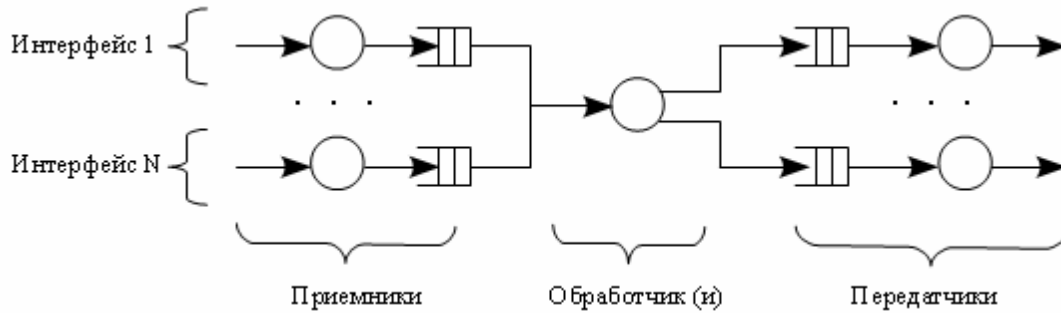 Интерфейс 1
. . .
. . .
Интерфейс N
Приемники
Обработчик (и)
Передатчики